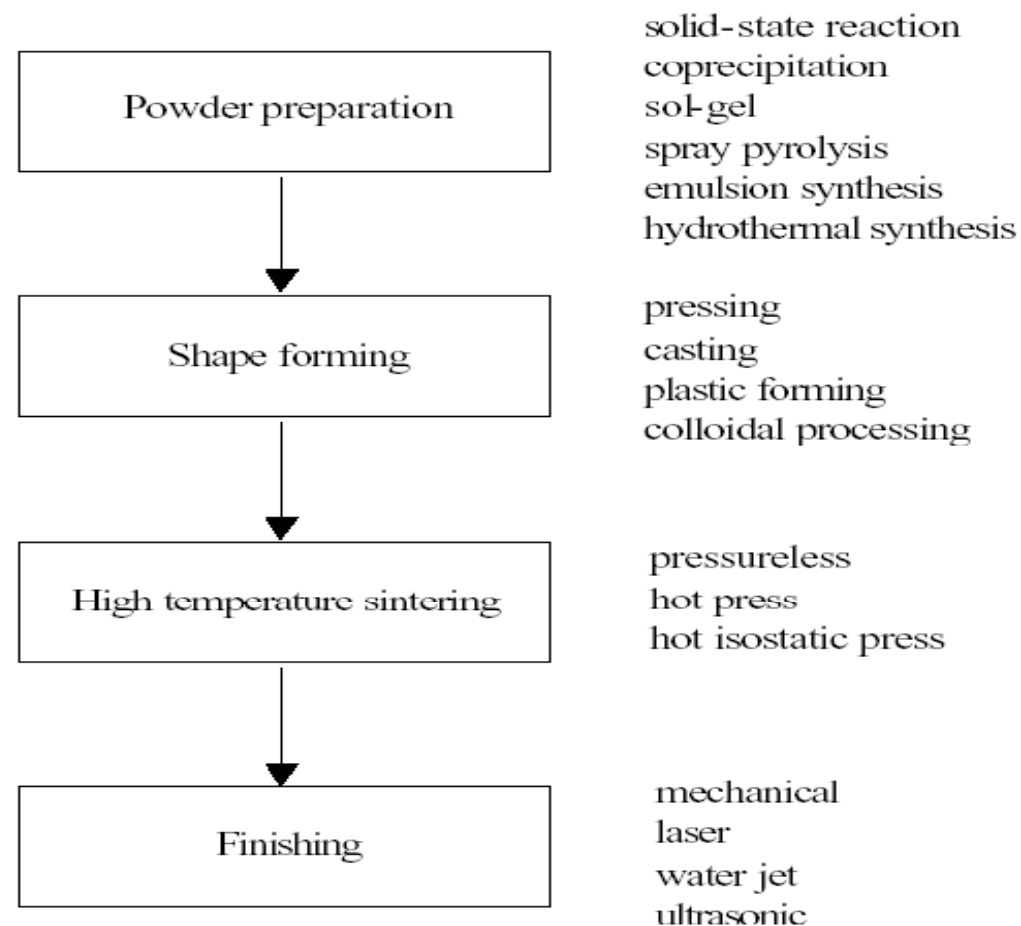 solid-state reaction
coprecipitation
Powder preparation
sol-gel
spray pyrolysis
emulsion synthesis
hydrothermal synthesis
pressing
Shape forming
casting
plastic forming
colloidal processing
High temperature sintering
pressureless
hot press
hot isostatic press
Finishing
mechanical
laser
water jet
ultrasonic